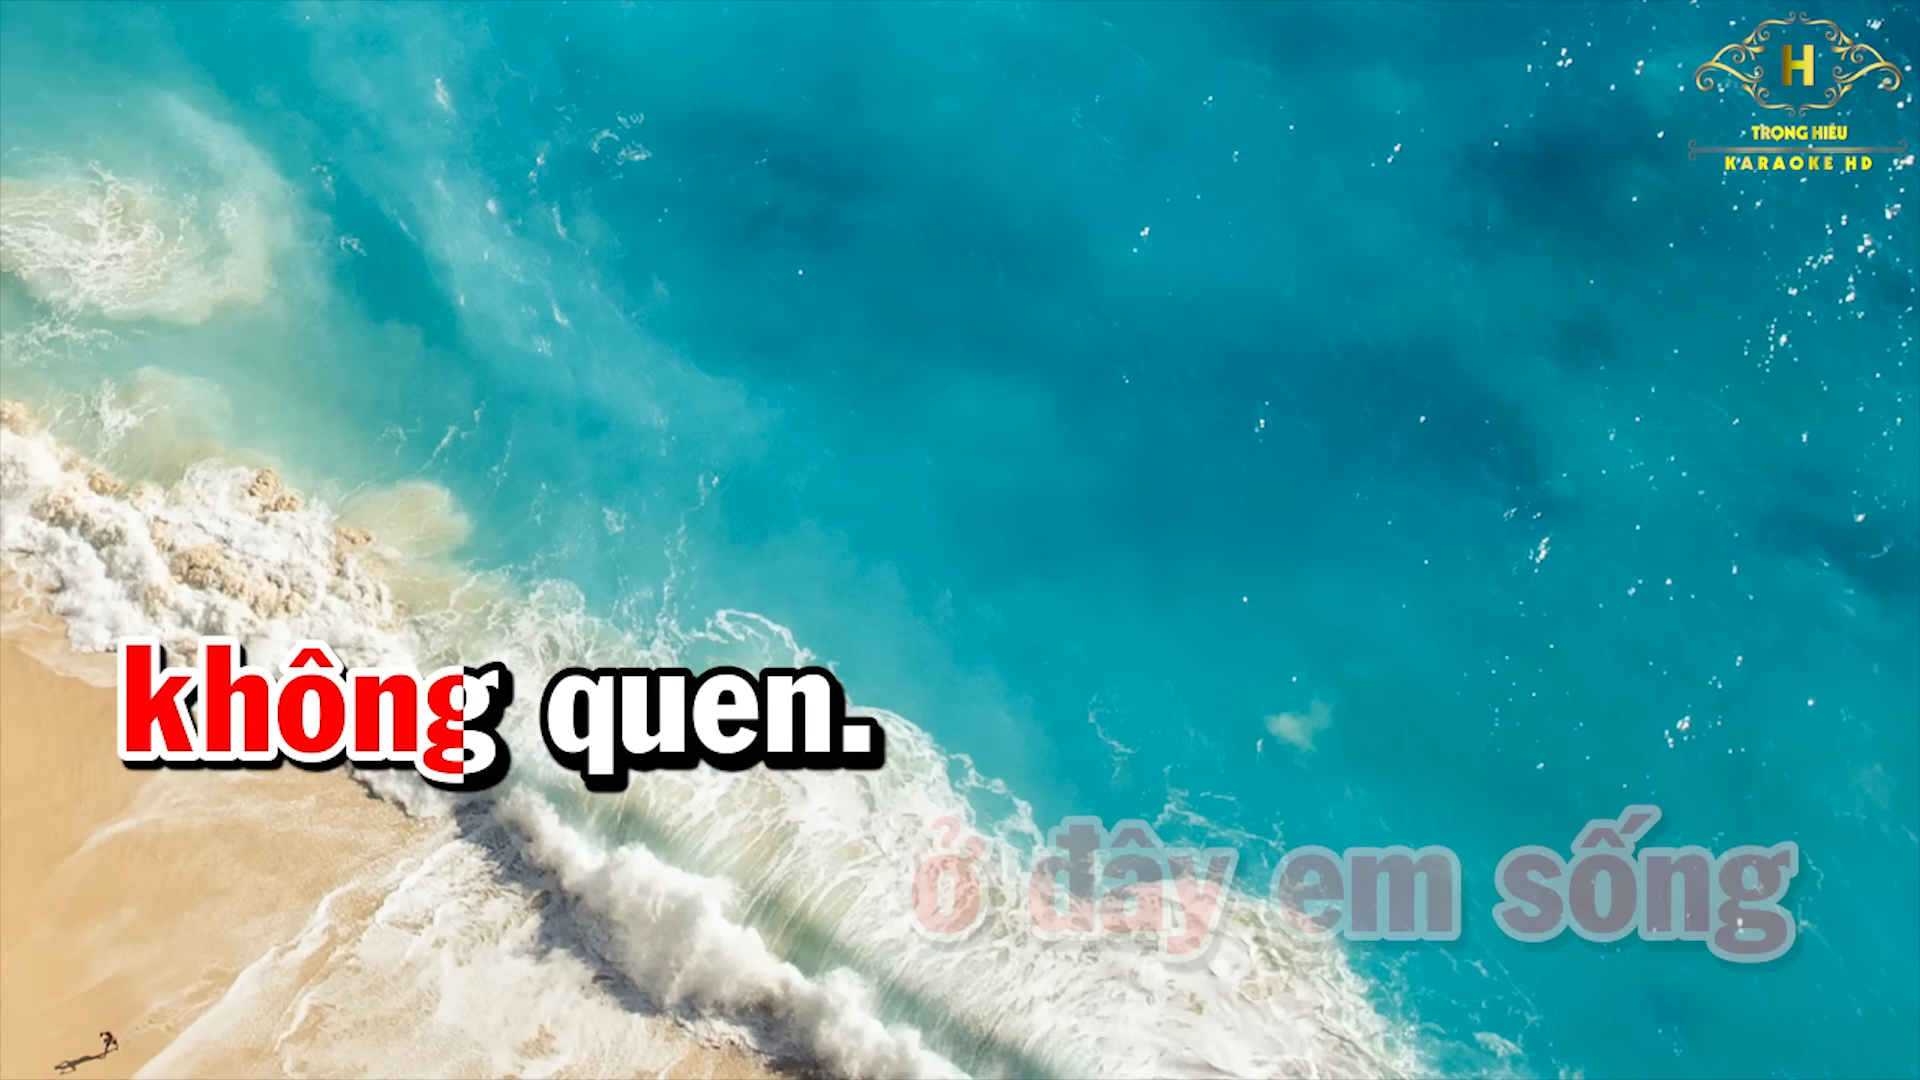 H
TRỌNG HIẾU
KARAOKE HD
không quen.
ở đây em sống